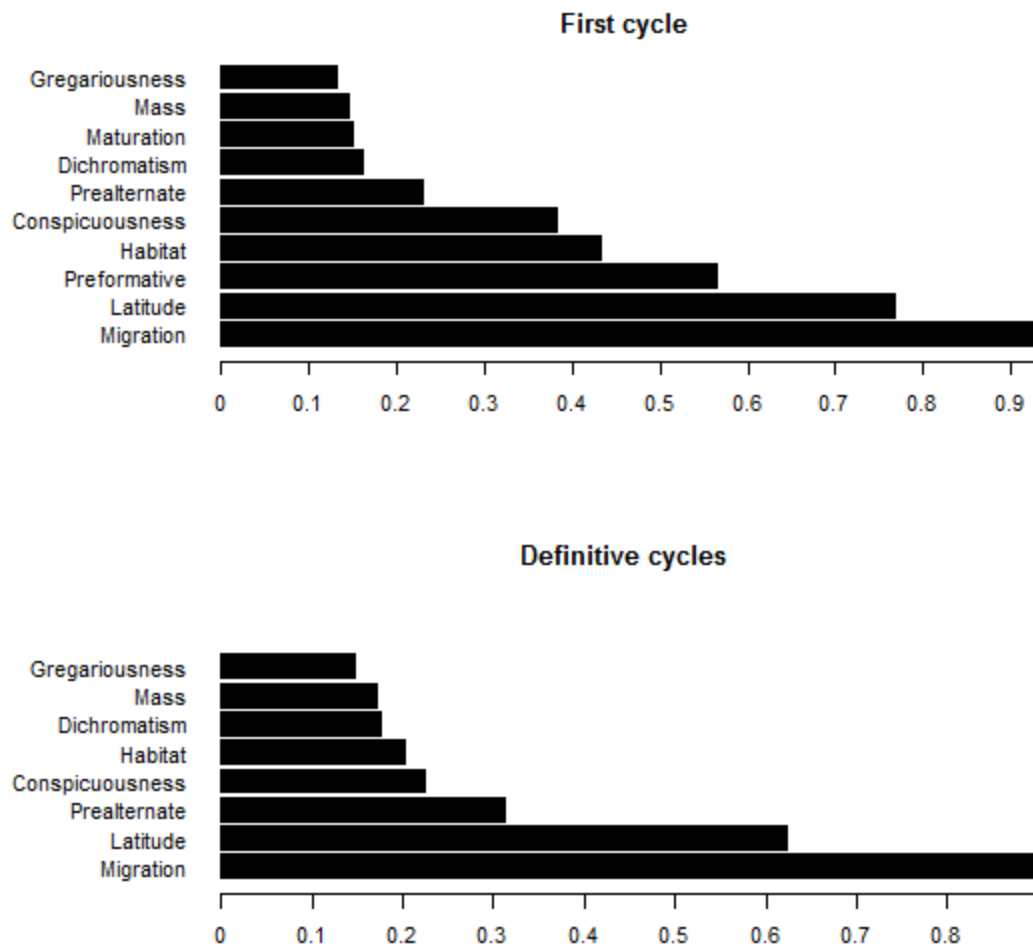 First cycle
Gregariousness
Mass
Maturation
Dichromatism
Prealternate
Conspicuousness
Habitat
Preformative
Latitude
Migration
0 0.1 0.2 0.3 0.4 0.5 0.6 0.7 0.8 0.9
Definitive cycles
Gregariousness
Mass
Dichromatism
Habitat
Conspicuousness
Prealternate
Latitude
Migration
0 0.1 0.2 0.3 0.4 0.5 0.6 0.7 0.8